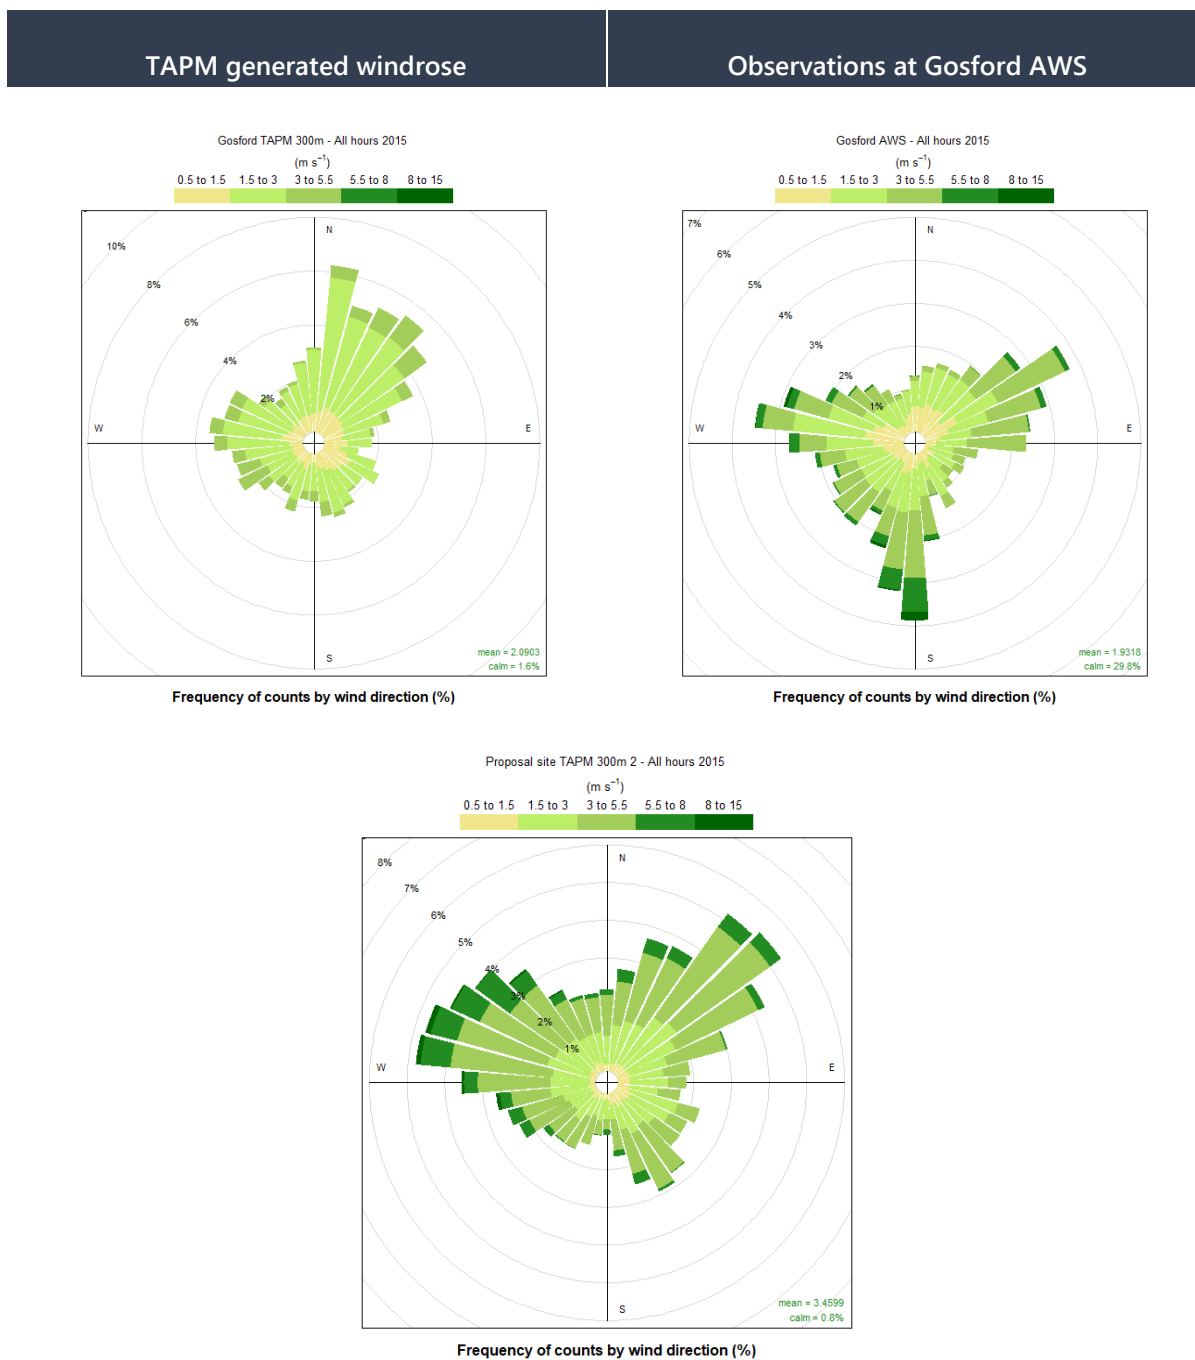 TAPM generated windrose
Observations at Gosford AWS
Gosford TAPM 300m - All hours 2015
(m s⁻¹)
0.5 to 1.5 1.5 to 3 3 to 5.5 5.5 to 8 8 to 15
10%
8%
6%
4%
2%
N
W
E
S
mean = 2.0903
calm = 1.6%
Frequency of counts by wind direction (%)
Gosford AWS - All hours 2015
(m s⁻¹)
0.5 to 1.5 1.5 to 3 3 to 5.5 5.5 to 8 8 to 15
7%
6%
5%
4%
3%
2%
1%
N
W
E
S
mean = 1.9318
calm = 29.8%
Frequency of counts by wind direction (%)
Proposal site TAPM 300m 2 - All hours 2015
(m s⁻¹)
0.5 to 1.5 1.5 to 3 3 to 5.5 5.5 to 8 8 to 15
8%
7%
6%
5%
4%
3%
2%
1%
N
W
E
S
mean = 3.4599
calm = 0.8%
Frequency of counts by wind direction (%)